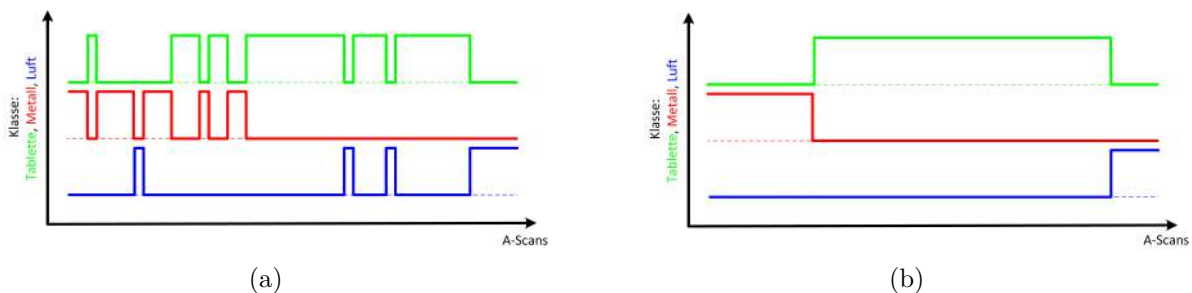 Klasse:
Tablette, Metall, Luft
A-Scans
(a)
Klasse:
Tablette, Metall, Luft
A-Scans
(b)